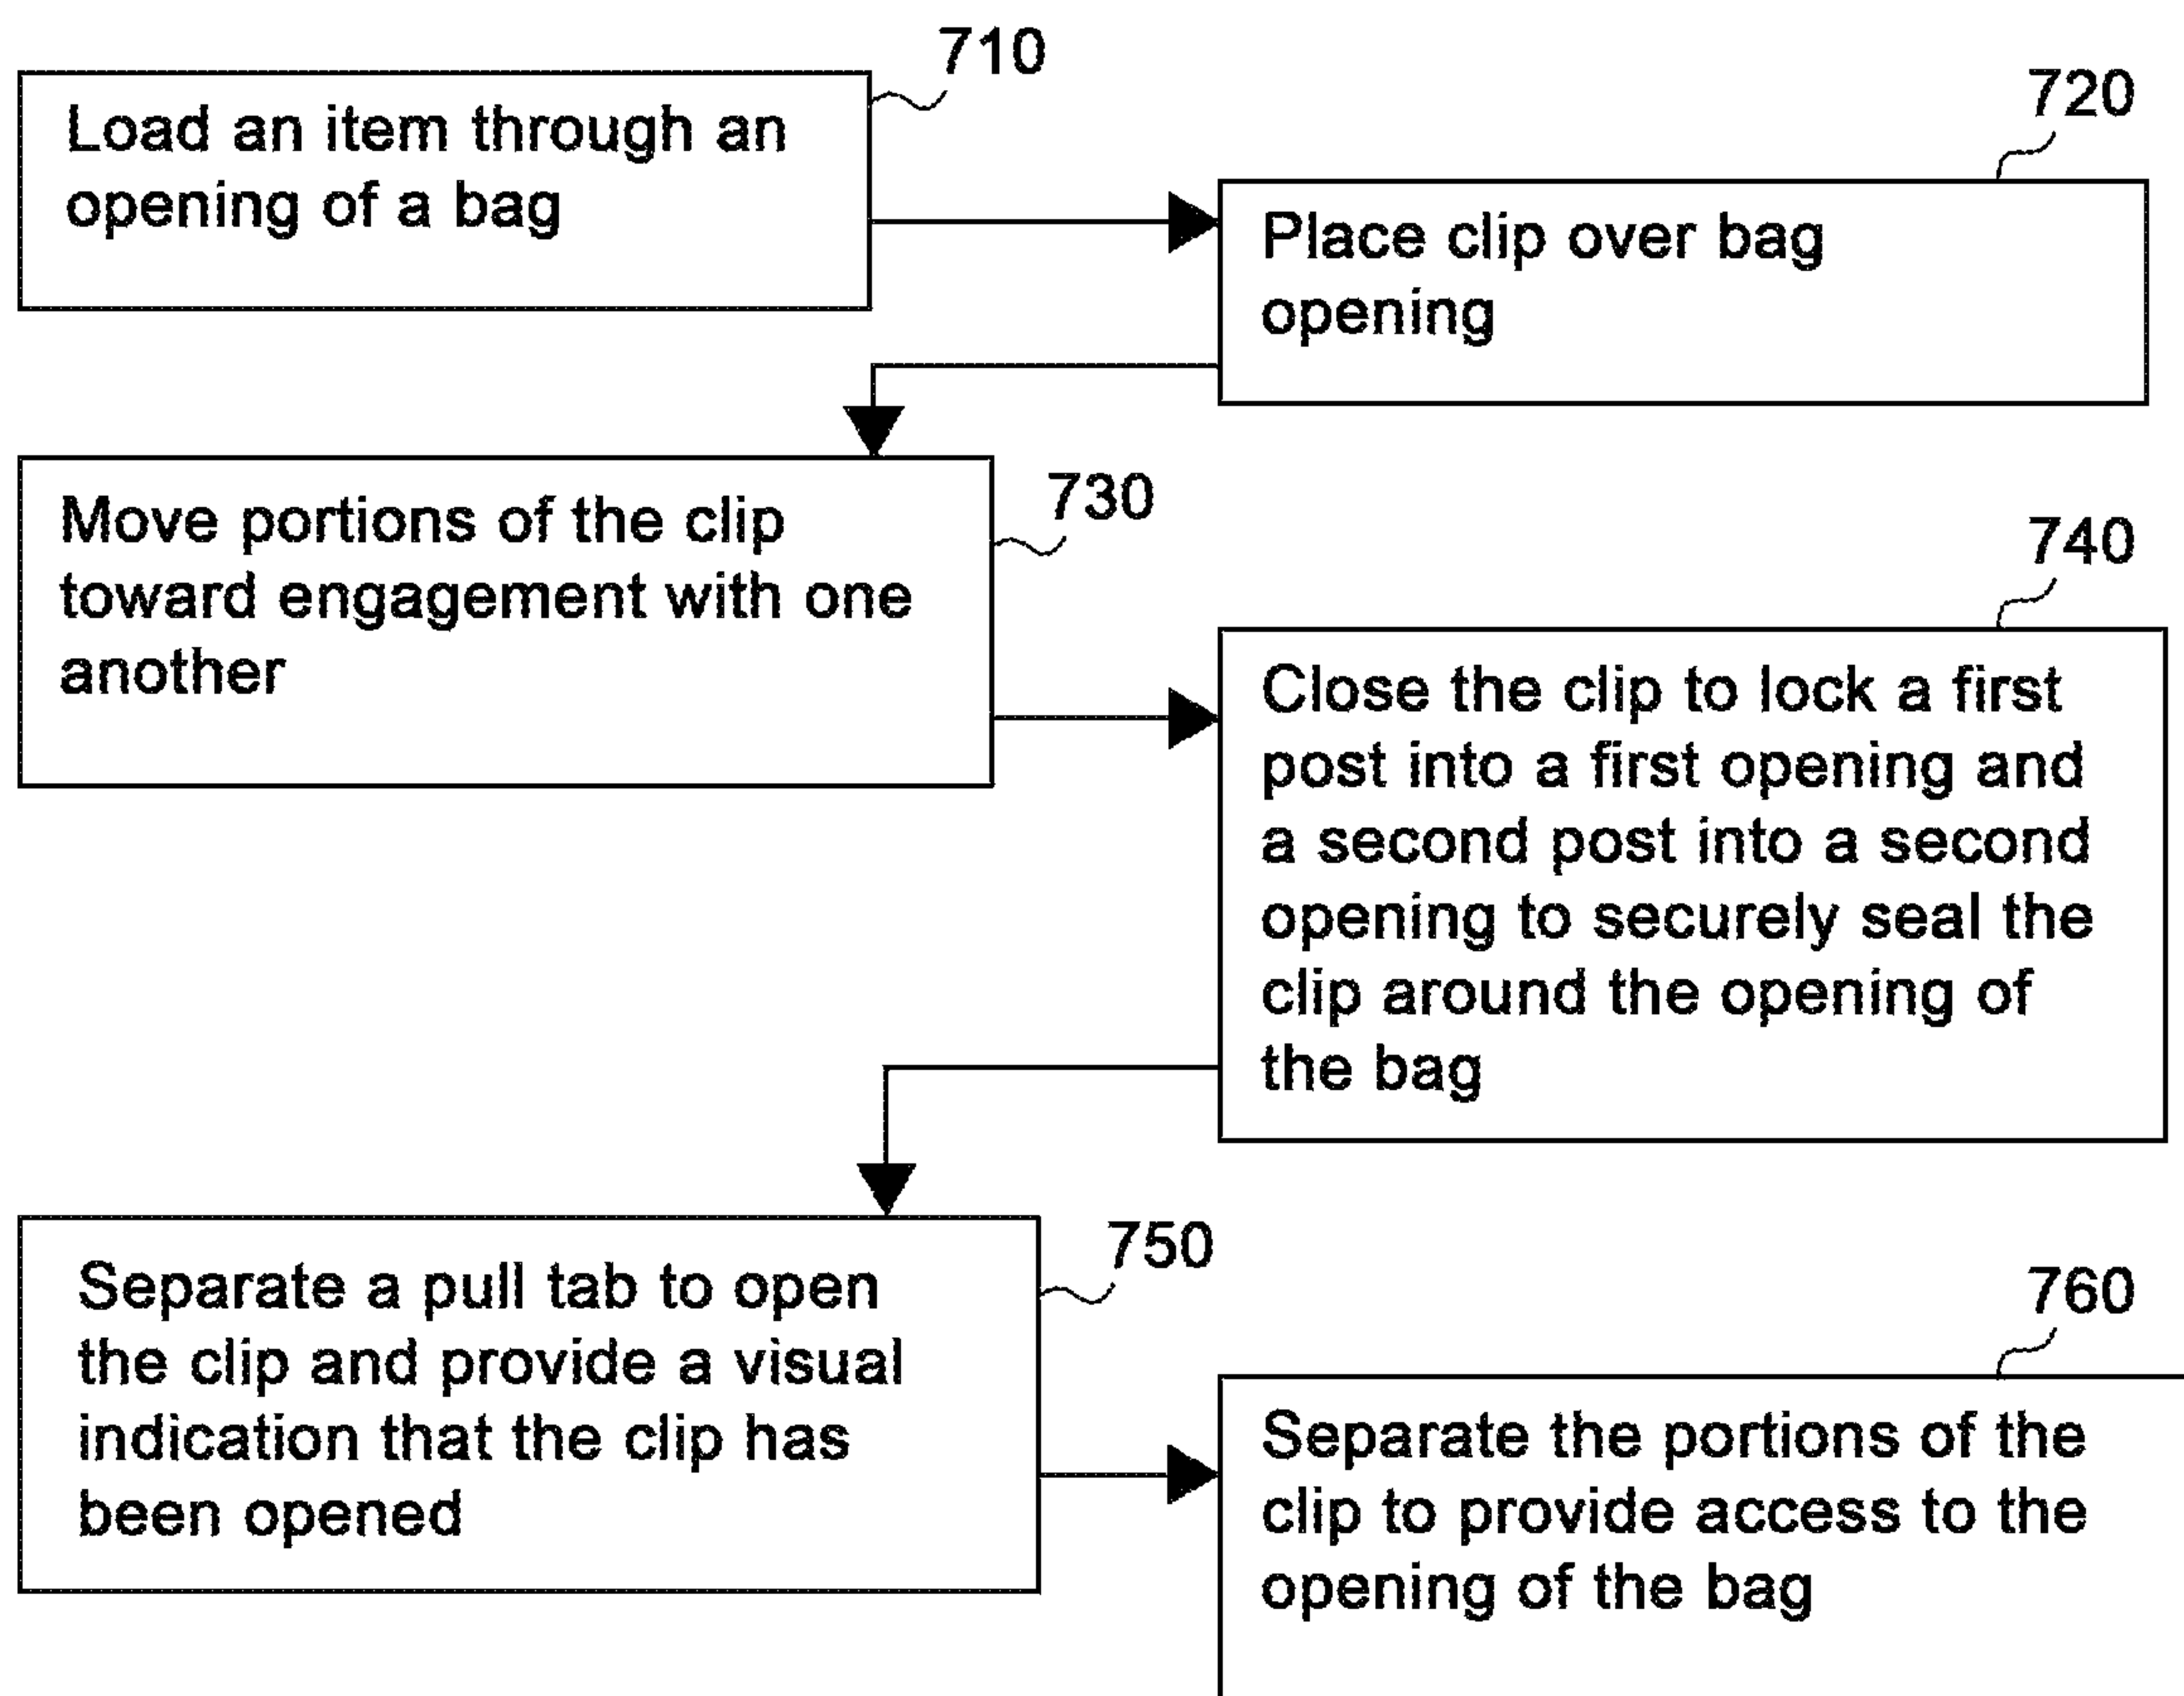 710
Load an item through an
opening of a bag
720
Place clip over bag
opening
730
Move portions of the clip
toward engagement with one
another
740
Close the clip to lock a first
post into a first opening and
a second post into a second
opening to securely seal the
clip around the opening of
the bag
750
Separate a pull tab to open
the clip and provide a visual
indication that the clip has
been opened
760
Separate the portions of the
clip to provide access to the
opening of the bag